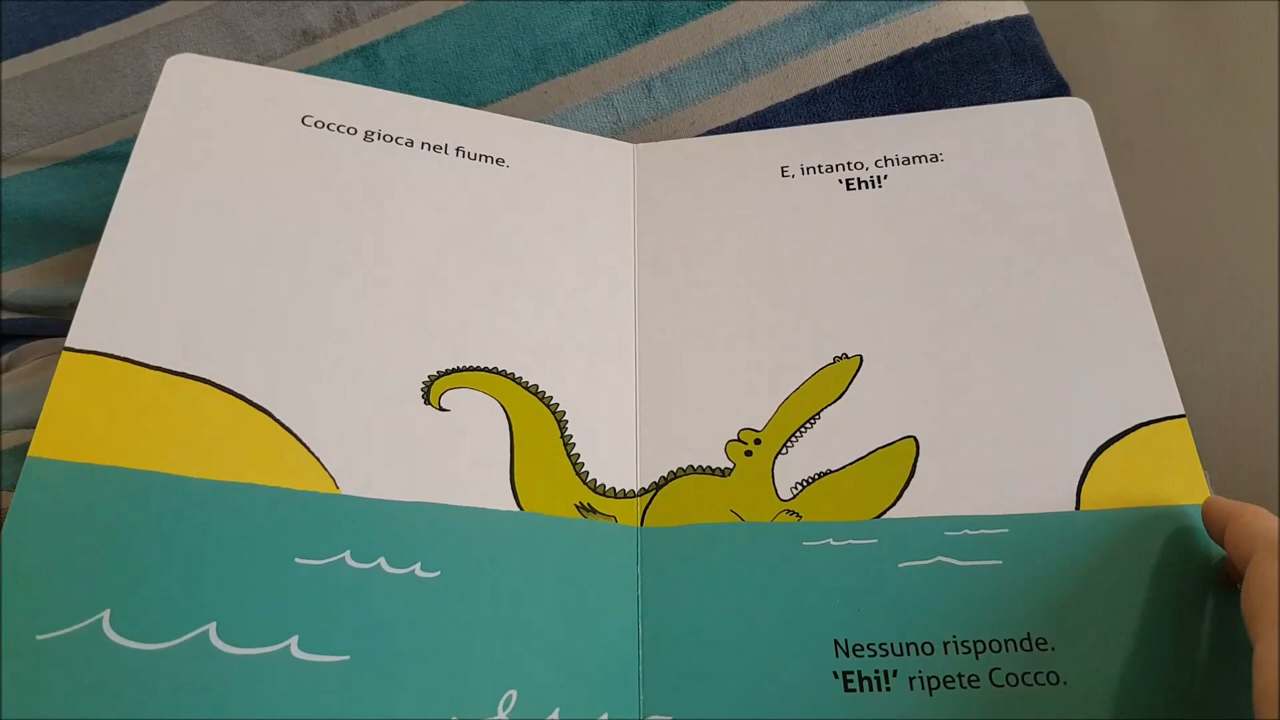 Cocco gioca nel fiume.
E, intanto, chiama:
‘Ehi!’
Nessuno risponde.
‘Ehi!’ ripete Cocco.